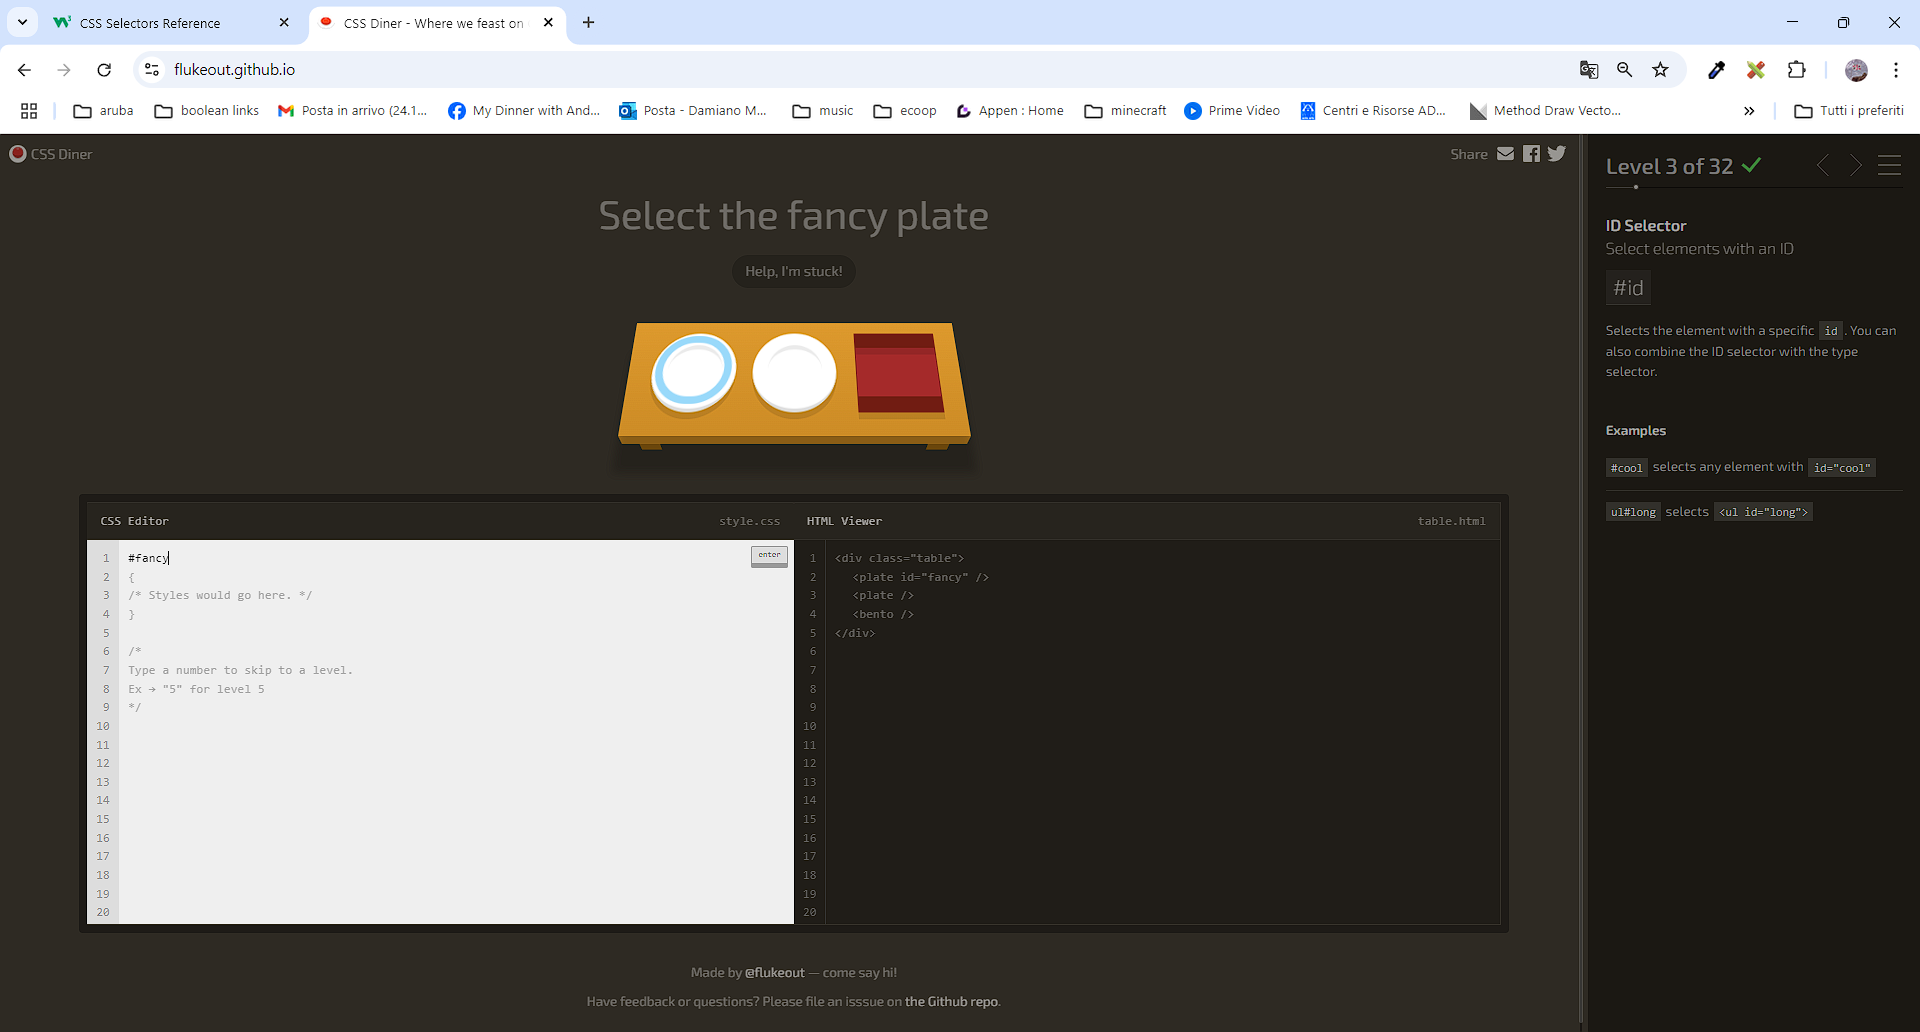 CSS Selectors Reference
CSS Diner - Where we feast on
flukeout.github.io
aruba
boolean links
Posta in arrivo (24.1...
My Dinner with And...
Posta - Damiano M...
music
ecoop
Appen : Home
minecraft
Prime Video
Centri e Risorse AD...
Method Draw Vecto...
»
Tutti i preferiti
CSS Diner
Share
Select the fancy plate
Help, I'm stuck!
CSS Editor
style.css
1 #fancy
enter
2 {
3 /* Styles would go here. */
4 }
5
6 /*
7 Type a number to skip to a level.
8 Ex → "5" for level 5
9 */
10
11
12
13
14
15
16
17
18
19
20
HTML Viewer
table.html
1 <div class="table">
2 <plate id="fancy" />
3 <plate />
4 <bento />
5 </div>
6
7
8
9
10
11
12
13
14
15
16
17
18
19
20
Made by @flukeout — come say hi!
Have feedback or questions? Please file an isssue on the Github repo.
Level 3 of 32
ID Selector
Select elements with an ID
#id
Selects the element with a specific id . You can
also combine the ID selector with the type
selector.
Examples
#cool selects any element with id="cool"
ul#long selects <ul id="long">